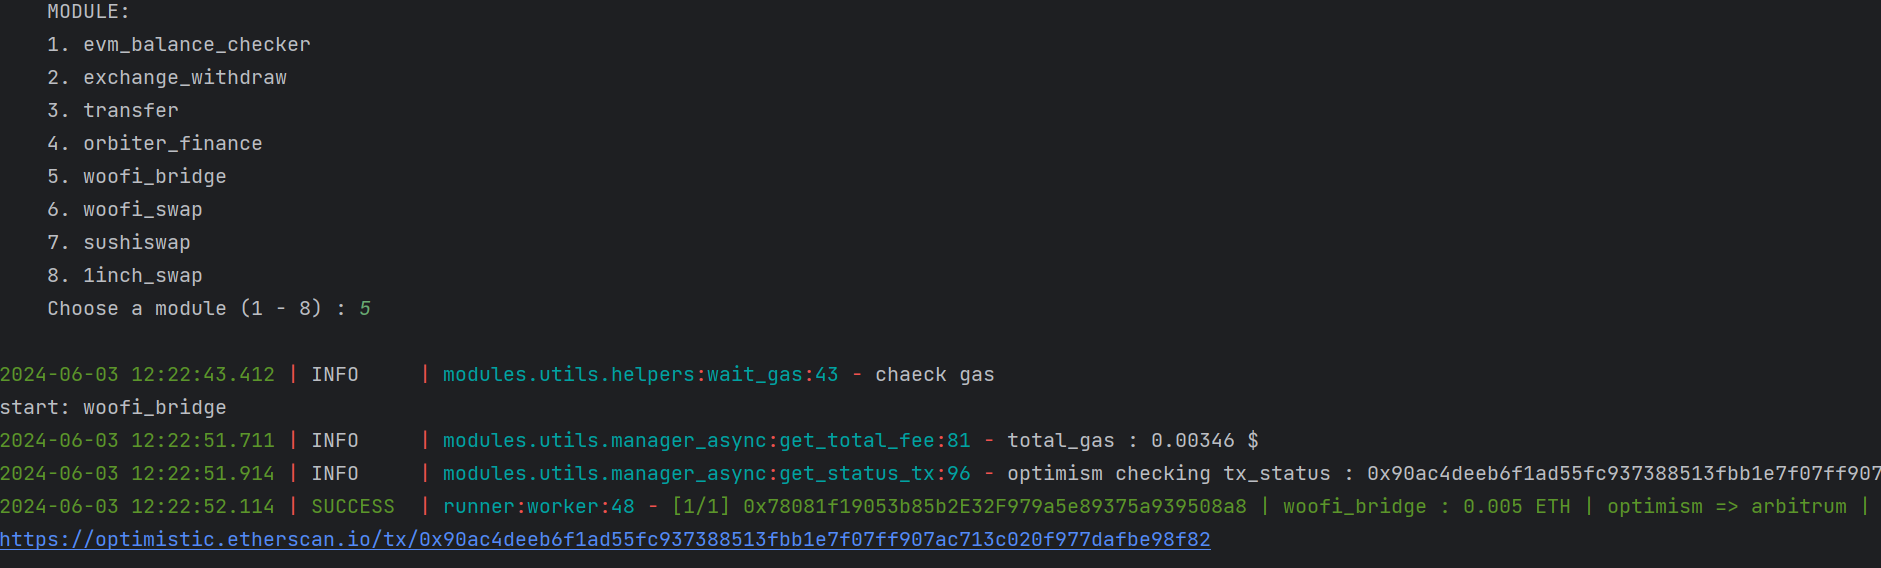 MODULE:
1. evm_balance_checker
2. exchange_withdraw
3. transfer
4. orbiter_finance
5. woofi_bridge
6. woofi_swap
7. sushiswap
8. 1inch_swap
Choose a module (1 - 8) : 5
2024-06-03 12:22:43.412 | INFO | modules.utils.helpers:wait_gas:43 - chaeck gas
start: woofi_bridge
2024-06-03 12:22:51.711 | INFO | modules.utils.manager_async:get_total_fee:81 - total_gas : 0.00346 $
2024-06-03 12:22:51.914 | INFO | modules.utils.manager_async:get_status_tx:96 - optimism checking tx_status : 0x90ac4deeb6f1ad55fc937388513fbb1e7f07ff907
2024-06-03 12:22:52.114 | SUCCESS | runner:worker:48 - [1/1] 0x78081f19053b85b2E32F979a5e89375a939508a8 | woofi_bridge : 0.005 ETH | optimism => arbitrum |
https://optimistic.etherscan.io/tx/0x90ac4deeb6f1ad55fc937388513fbb1e7f07ff907ac713c020f977dafbe98f82